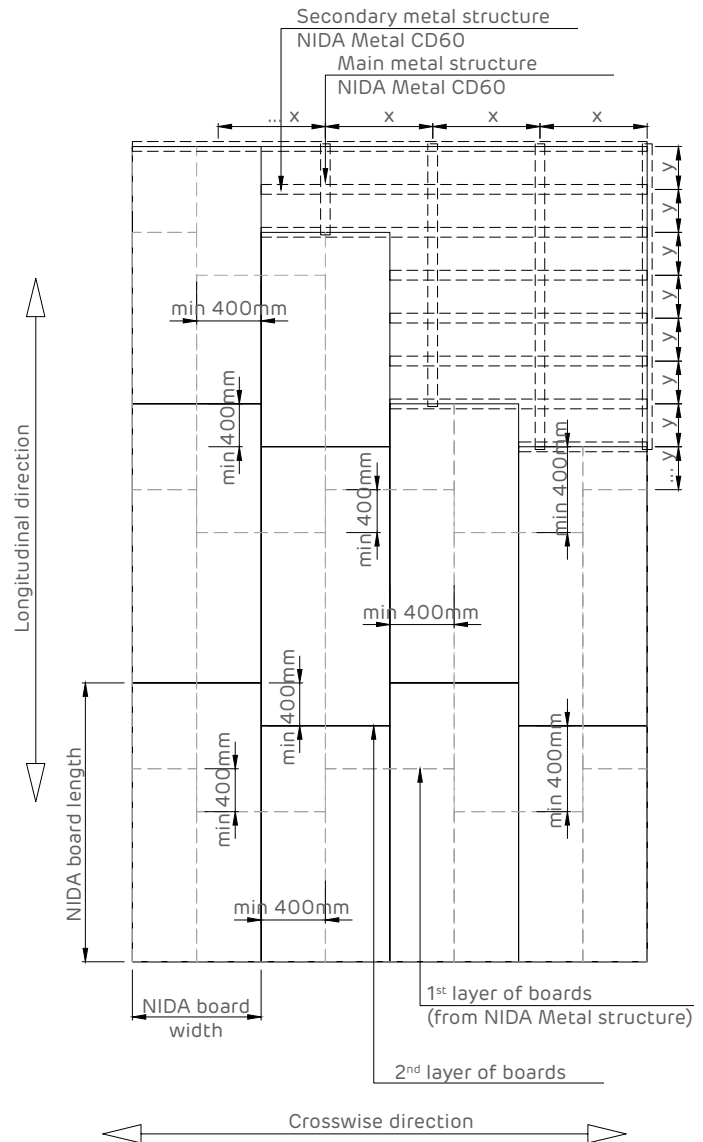 Secondary metal structure
NIDA Metal CD60
Main metal structure
NIDA Metal CD60
... x
x
x
x
y
y
y
y
y
y
y
... y
min 400mm
min 400mm
min 400mm
min 400mm
Longitudinal direction
min 400mm
min 400mm
min 400mm
min 400mm
NIDA board length
min 400mm
NIDA board
width
1st layer of boards
(from NIDA Metal structure)
2nd layer of boards
Crosswise direction